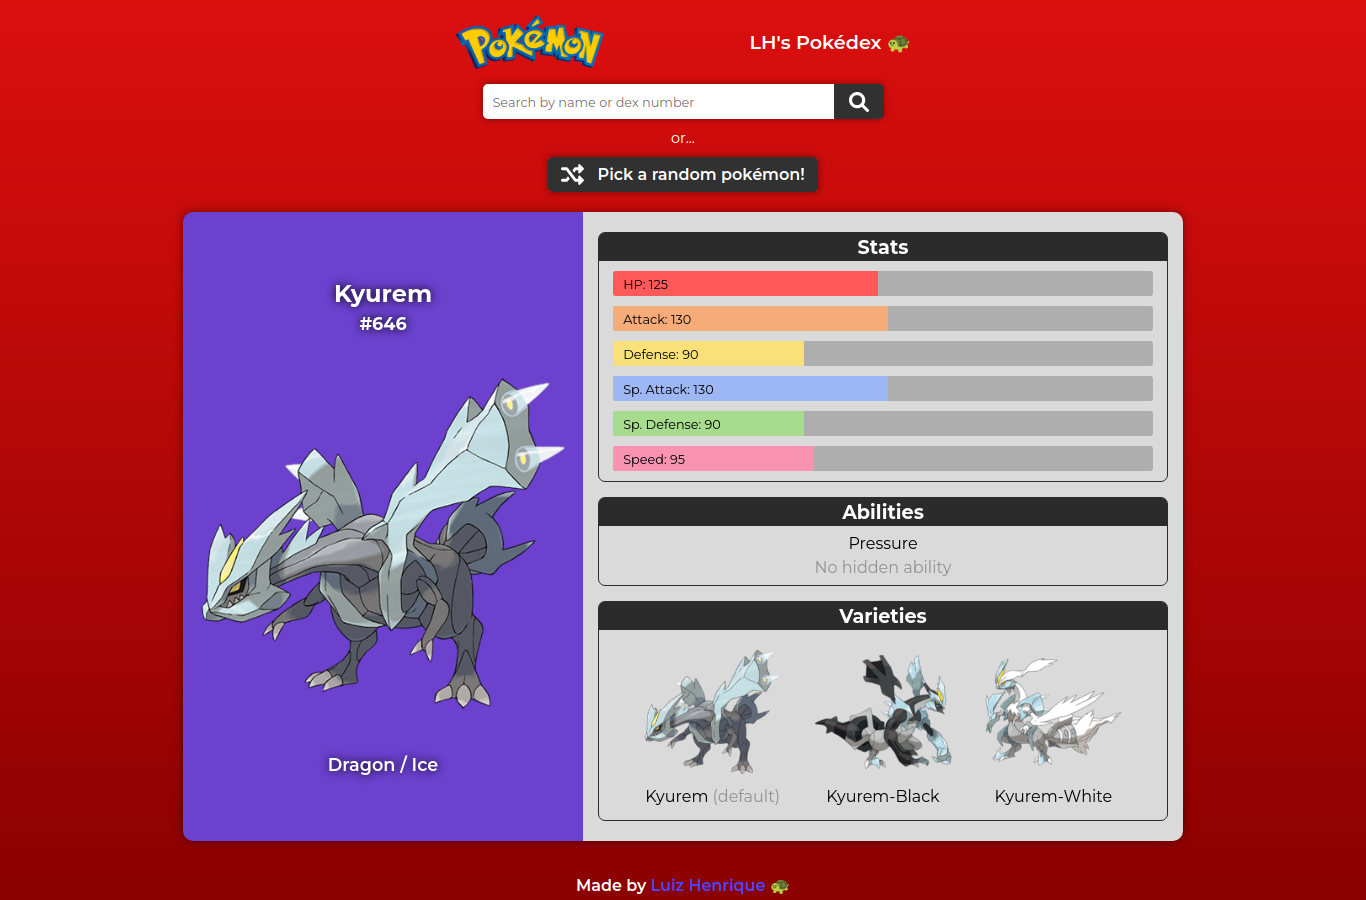 POKéMON
LH's Pokédex 🐢
Search by name or dex number
or...
Pick a random pokémon!
Kyurem
#646
Dragon / Ice
Stats
HP: 125
Attack: 130
Defense: 90
Sp. Attack: 130
Sp. Defense: 90
Speed: 95
Abilities
Pressure
No hidden ability
Varieties
Kyurem (default)
Kyurem-Black
Kyurem-White
Made by Luiz Henrique 🐢